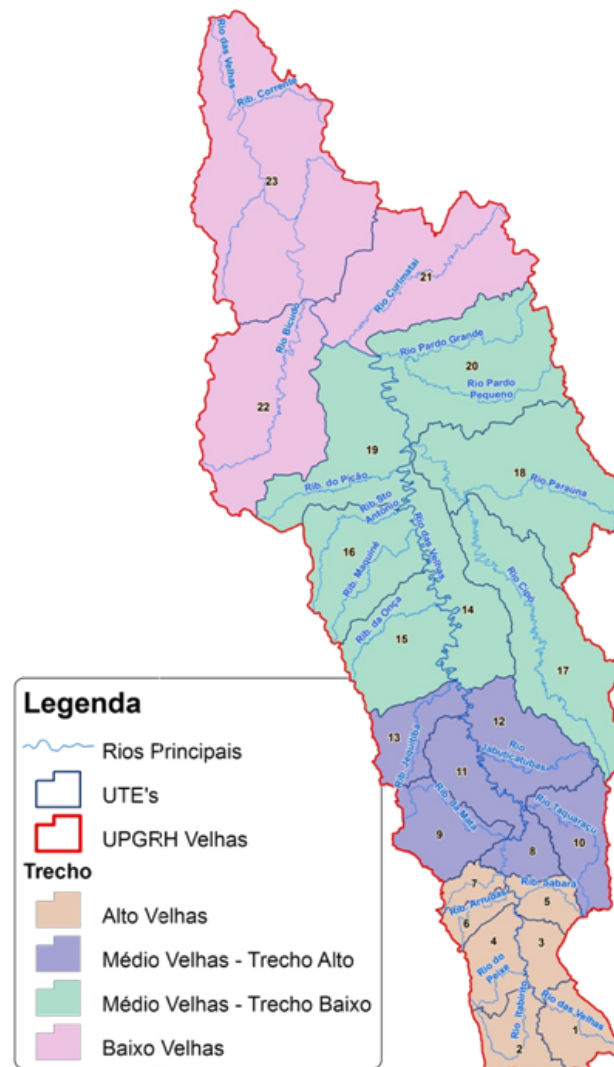 Rio das Velhas
Rib. Corrente
23
21
Rio Curimataí
Rio Bicudo
Rio Pardo Grande
20
Rio Pardo
Pequeno
22
19
18
Rib. do Picão
Rio Paraúna
Rib. Sto
Antônio
Rio das Velhas
16
Rib. Maquiné
Rio Cipó
14
Rib. da Onça
15
17
Legenda
Rios Principais
UTE's
UPGRH Velhas
Trecho
Alto Velhas
Médio Velhas - Trecho Alto
Médio Velhas - Trecho Baixo
Baixo Velhas
12
13
Rio
Jabuticatubas
Rib. Jequitibá
11
Rib. da Mata
Rio Taquaraçu
9
8
10
7
Rib. Sabará
Rib. Arrudas
5
6
4
3
Rio do
Peixe
Rio Itabirito
Rio das Velhas
1
2